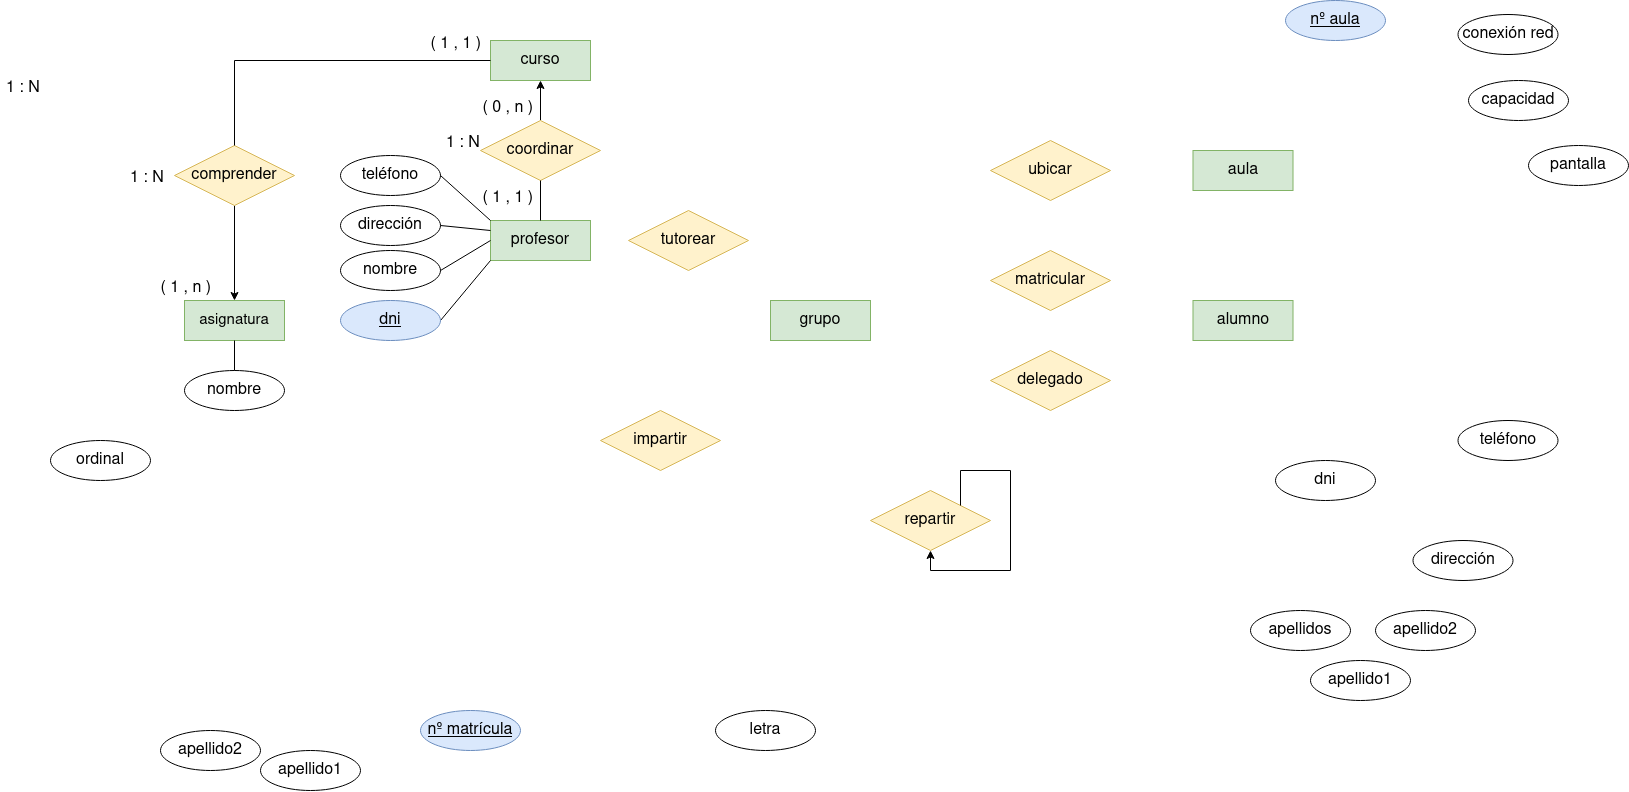 nº aula
conexión red
( 1 , 1 )
curso
1 : N
capacidad
( 0 , n )
1 : N
coordinar
pantalla
ubicar
aula
1 : N
comprender
teléfono
( 1 , 1 )
dirección
profesor
tutorear
nombre
matricular
( 1 , n )
asignatura
dni
grupo
alumno
nombre
delegado
impartir
teléfono
ordinal
dni
repartir
dirección
apellidos
apellido2
apellido1
nº matrícula
letra
apellido2
apellido1